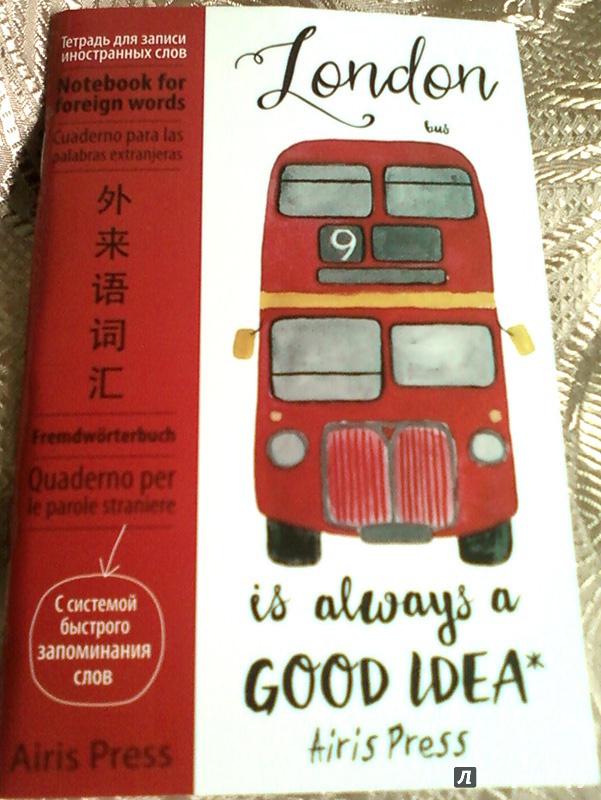 Тетрадь для записи
иностранных слов
Notebook for
foreign words
Cuaderno para las
palabras extranjeras
外
来
语
词
汇
Fremdwörterbuch
Quaderno per
le parole straniere
С системой
быстрого
запоминания
слов
Airis Press
London
bus
9
is always a
GOOD IDEA*
Airis Press
Л